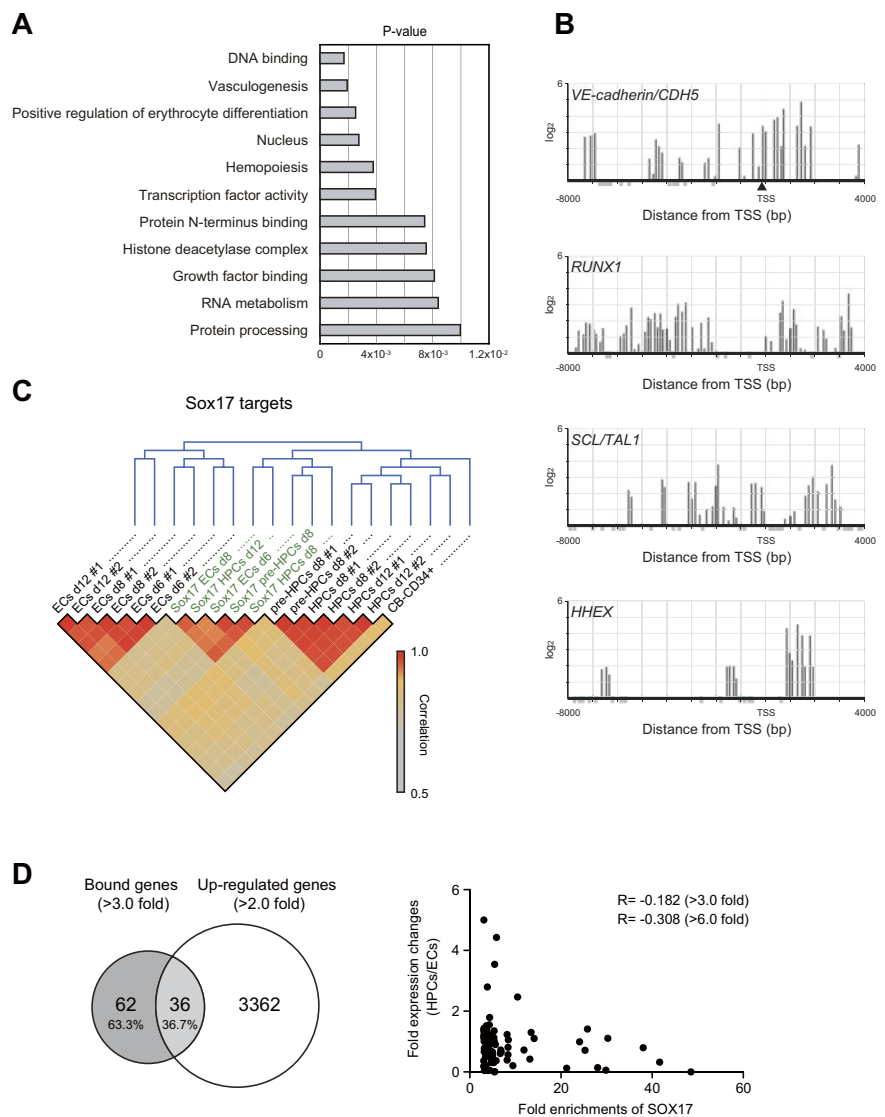 A
P-value
DNA binding
Vasculogenesis
Positive regulation of erythrocyte differentiation
Nucleus
Hemopoiesis
Transcription factor activity
Protein N-terminus binding
Histone deacetylase complex
Growth factor binding
RNA metabolism
Protein processing
0 4x10⁻³ 8x10⁻³ 1.2x10⁻²
B
VE-cadherin/CDH5
6
log₂
-8000 TSS 4000
Distance from TSS (bp)
RUNX1
6
log₂
-8000 TSS 4000
Distance from TSS (bp)
SCL/TAL1
6
log₂
-8000 TSS 4000
Distance from TSS (bp)
HHEX
6
log₂
-8000 TSS 4000
Distance from TSS (bp)
C
Sox17 targets
ECs d12 #1
ECs d12 #2
ECs d8 #1
ECs d8 #2
ECs d6 #1
ECs d6 #2
Sox17 ECs d8
Sox17 HPCs d12
Sox17 ECs d6
Sox17 pre-HPCs d8
Sox17 HPCs d8
pre-HPCs d8 #1
pre-HPCs d8 #2
HPCs d8 #1
HPCs d8 #2
HPCs d12 #1
HPCs d12 #2
CB-CD34+
1.0
Correlation
0.5
D
Bound genes
(>3.0 fold)
Up-regulated genes
(>2.0 fold)
62
63.3%
36
36.7%
3362
Fold expression changes
(HPCs/ECs)
6
4
2
0
R= -0.182 (>3.0 fold)
R= -0.308 (>6.0 fold)
0 20 40 60
Fold enrichments of SOX17